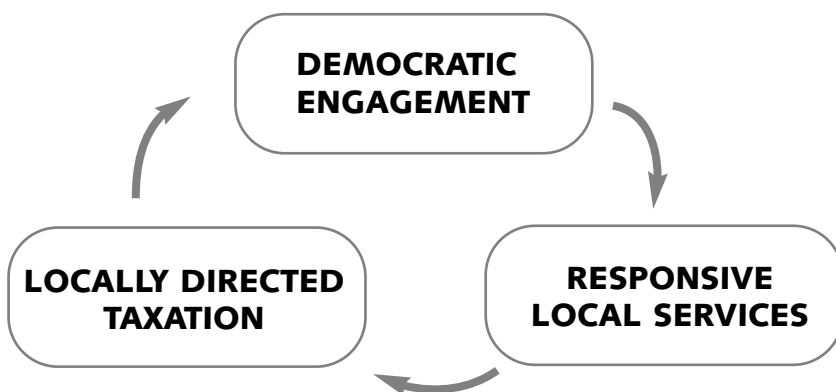 DEMOCRATIC
ENGAGEMENT
LOCALLY DIRECTED
TAXATION
RESPONSIVE
LOCAL SERVICES